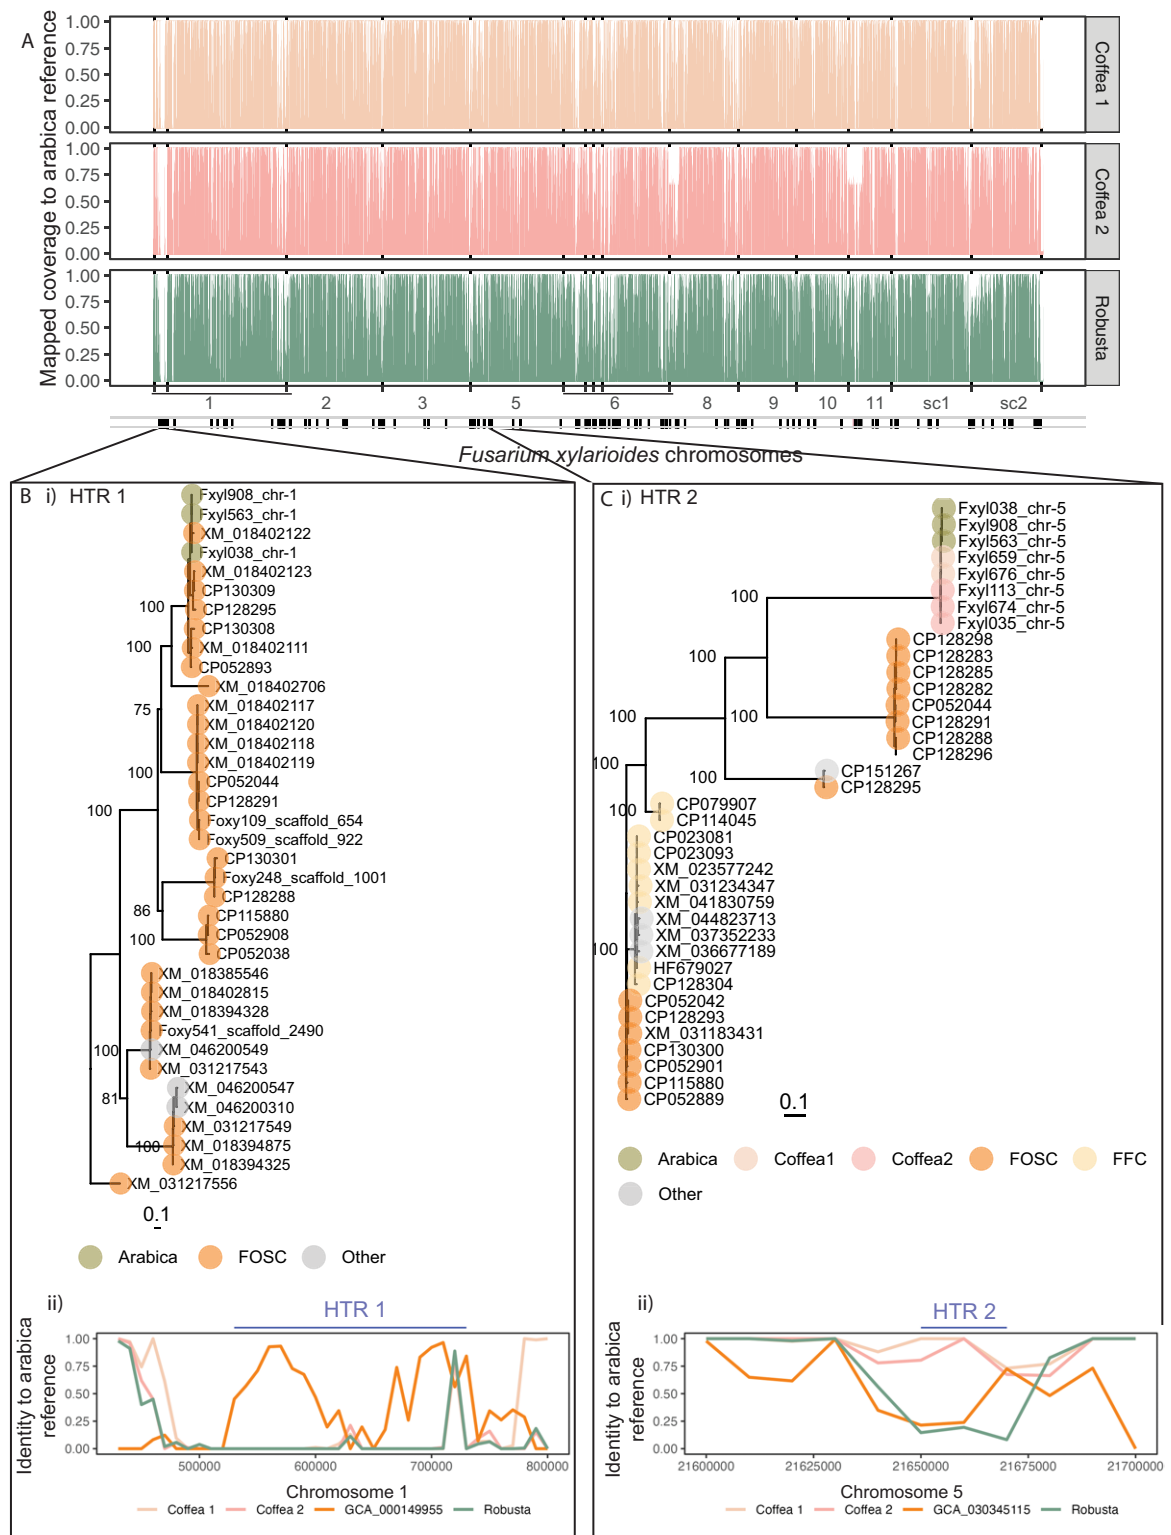 A
Mapped coverage to arabica reference
1.00
0.75
0.50
0.25
0.00
Coffea 1
1.00
0.75
0.50
0.25
0.00
Coffea 2
1.00
0.75
0.50
0.25
0.00
Robusta
1 2 3 5 6 8 9 10 11 sc1 sc2
Fusarium xylarioides chromosomes
B i) HTR 1
Fxyl908_chr-1
Fxyl563_chr-1
XM_018402122
Fxyl038_chr-1
XM_018402123
CP130309
CP128295
100
CP130308
100
XM_018402111
CP052893
XM_018402706
75
XM_018402117
XM_018402120
XM_018402118
XM_018402119
100
CP052044
CP128291
100
Foxy109_scaffold_654
Foxy509_scaffold_922
CP130301
Foxy248_scaffold_1001
CP128288
86
CP115880
100
CP052908
CP052038
XM_018385546
XM_018402815
XM_018394328
Foxy541_scaffold_2490
100
XM_046200549
XM_031217543
XM_046200547
81
XM_046200310
XM_031217549
100
XM_018394875
XM_018394325
XM_031217556
0.1
Arabica FOSC Other
ii)
HTR 1
Identity to arabica
reference
1.00
0.75
0.50
0.25
0.00
500000 600000 700000 800000
Chromosome 1
Coffea 1 Coffea 2 GCA_000149955 Robusta
C i) HTR 2
Fxyl038_chr-5
Fxyl908_chr-5
Fxyl563_chr-5
Fxyl659_chr-5
Fxyl676_chr-5
100
Fxyl113_chr-5
Fxyl674_chr-5
Fxyl035_chr-5
CP128298
100
CP128283
CP128285
CP128282
CP052044
100
100
CP128291
CP128288
CP128296
100
CP151267
100
CP128295
CP079907
100
CP114045
CP023081
CP023093
XM_023577242
XM_031234347
XM_041830759
XM_044823713
XM_037352233
100
XM_036677189
HF679027
CP128304
CP052042
CP128293
XM_031183431
CP130300
CP052901
CP115880
CP052889
0.1
Arabica Coffea1 Coffea2 FOSC FFC
Other
ii)
HTR 2
Identity to arabica
reference
1.00
0.75
0.50
0.25
0.00
21600000 21625000 21650000 21675000 21700000
Chromosome 5
Coffea 1 Coffea 2 GCA_030345115 Robusta